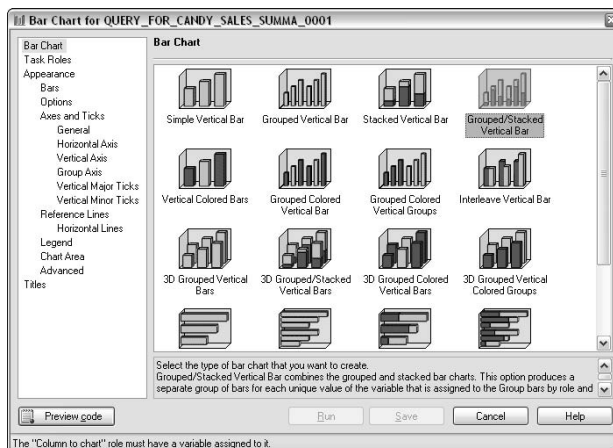 Bar Chart for QUERY_FOR_CANDY_SALES_SUMMA_0001
Bar Chart
Task Roles
Appearance
Bars
Options
Axes and Ticks
General
Horizontal Axis
Vertical Axis
Group Axis
Vertical Major Ticks
Vertical Minor Ticks
Reference Lines
Horizontal Lines
Legend
Chart Area
Advanced
Titles
Bar Chart
Simple Vertical Bar
Grouped Vertical Bar
Stacked Vertical Bar
Grouped/Stacked
Vertical Bar
Vertical Colored Bars
Grouped Colored
Vertical Bar
Grouped Colored
Vertical Groups
Interleave Vertical Bar
3D Grouped Vertical
Bars
3D Grouped/Stacked
Vertical Bars
3D Grouped Colored
Vertical Bars
3D Grouped Vertical
Colored Groups
Select the type of bar chart that you want to create.
Grouped/Stacked Vertical Bar combines the grouped and stacked bar charts. This option produces a
separate group of bars for each unique value of the variable that is assigned to the Group bars by role and
Preview code
Run
Save
Cancel
Help
The "Column to chart" role must have a variable assigned to it.